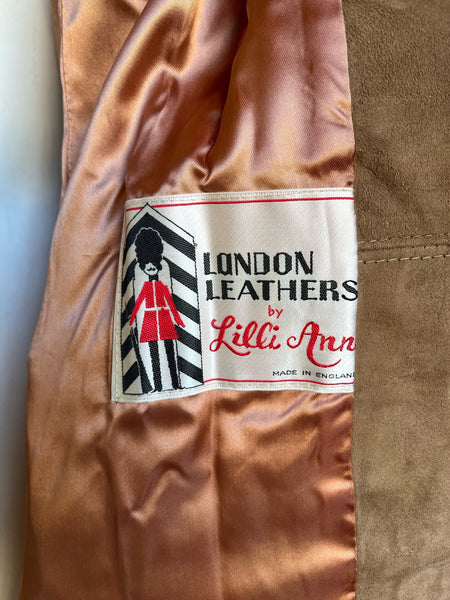 LONDON
LEATHERS
by
Lilli Ann
MADE IN ENGLAND